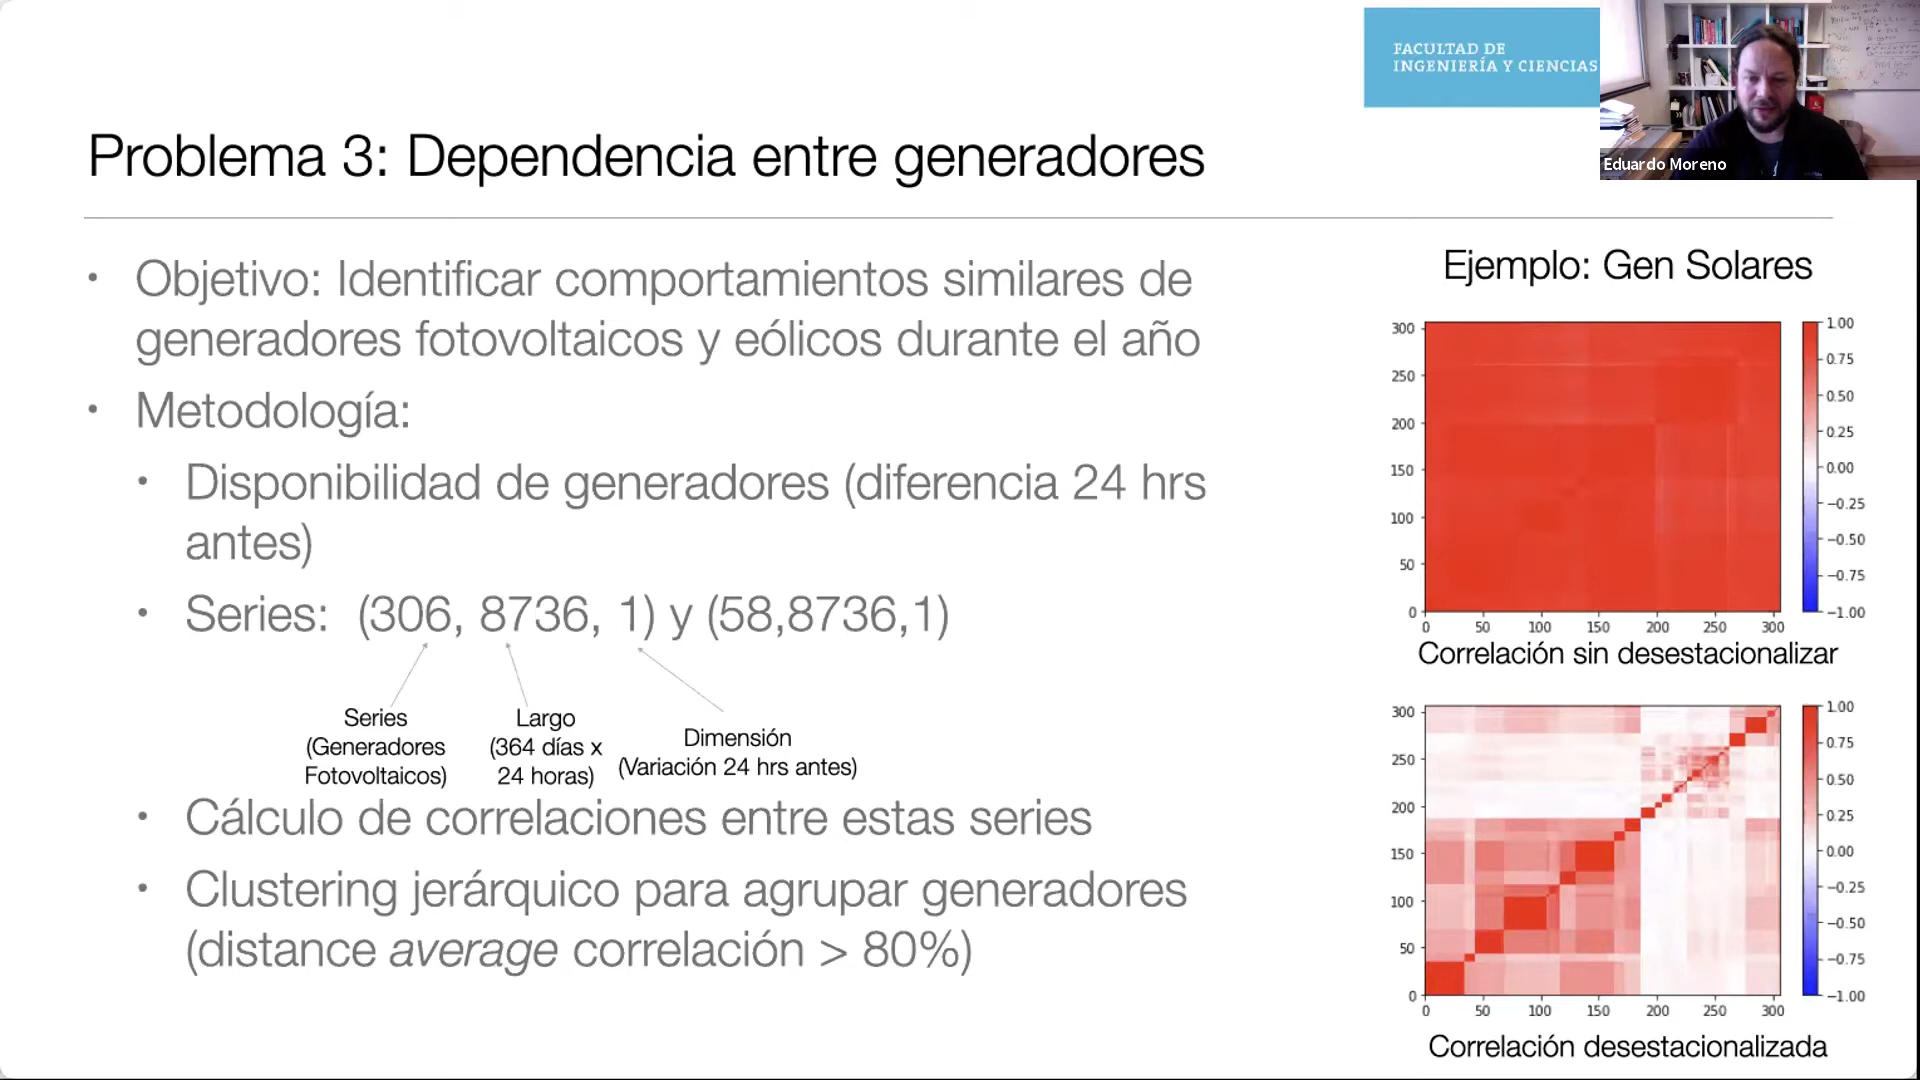 FACULTAD DE
INGENIERÍA Y CIENCIAS
Eduardo Moreno
Problema 3: Dependencia entre generadores
• Objetivo: Identificar comportamientos similares de
generadores fotovoltaicos y eólicos durante el año
• Metodología:
• Disponibilidad de generadores (diferencia 24 hrs
antes)
• Series: (306, 8736, 1) y (58,8736,1)
Series
(Generadores
Fotovoltaicos)
Largo
(364 días x
24 horas)
Dimensión
(Variación 24 hrs antes)
• Cálculo de correlaciones entre estas series
• Clustering jerárquico para agrupar generadores
(distance average correlación > 80%)
Ejemplo: Gen Solares
300
250
200
150
100
50
0
0 50 100 150 200 250 300
1.00
0.75
0.50
0.25
0.00
−0.25
−0.50
−0.75
−1.00
Correlación sin desestacionalizar
300
250
200
150
100
50
0
0 50 100 150 200 250 300
1.00
0.75
0.50
0.25
0.00
−0.25
−0.50
−0.75
−1.00
Correlación desestacionalizada